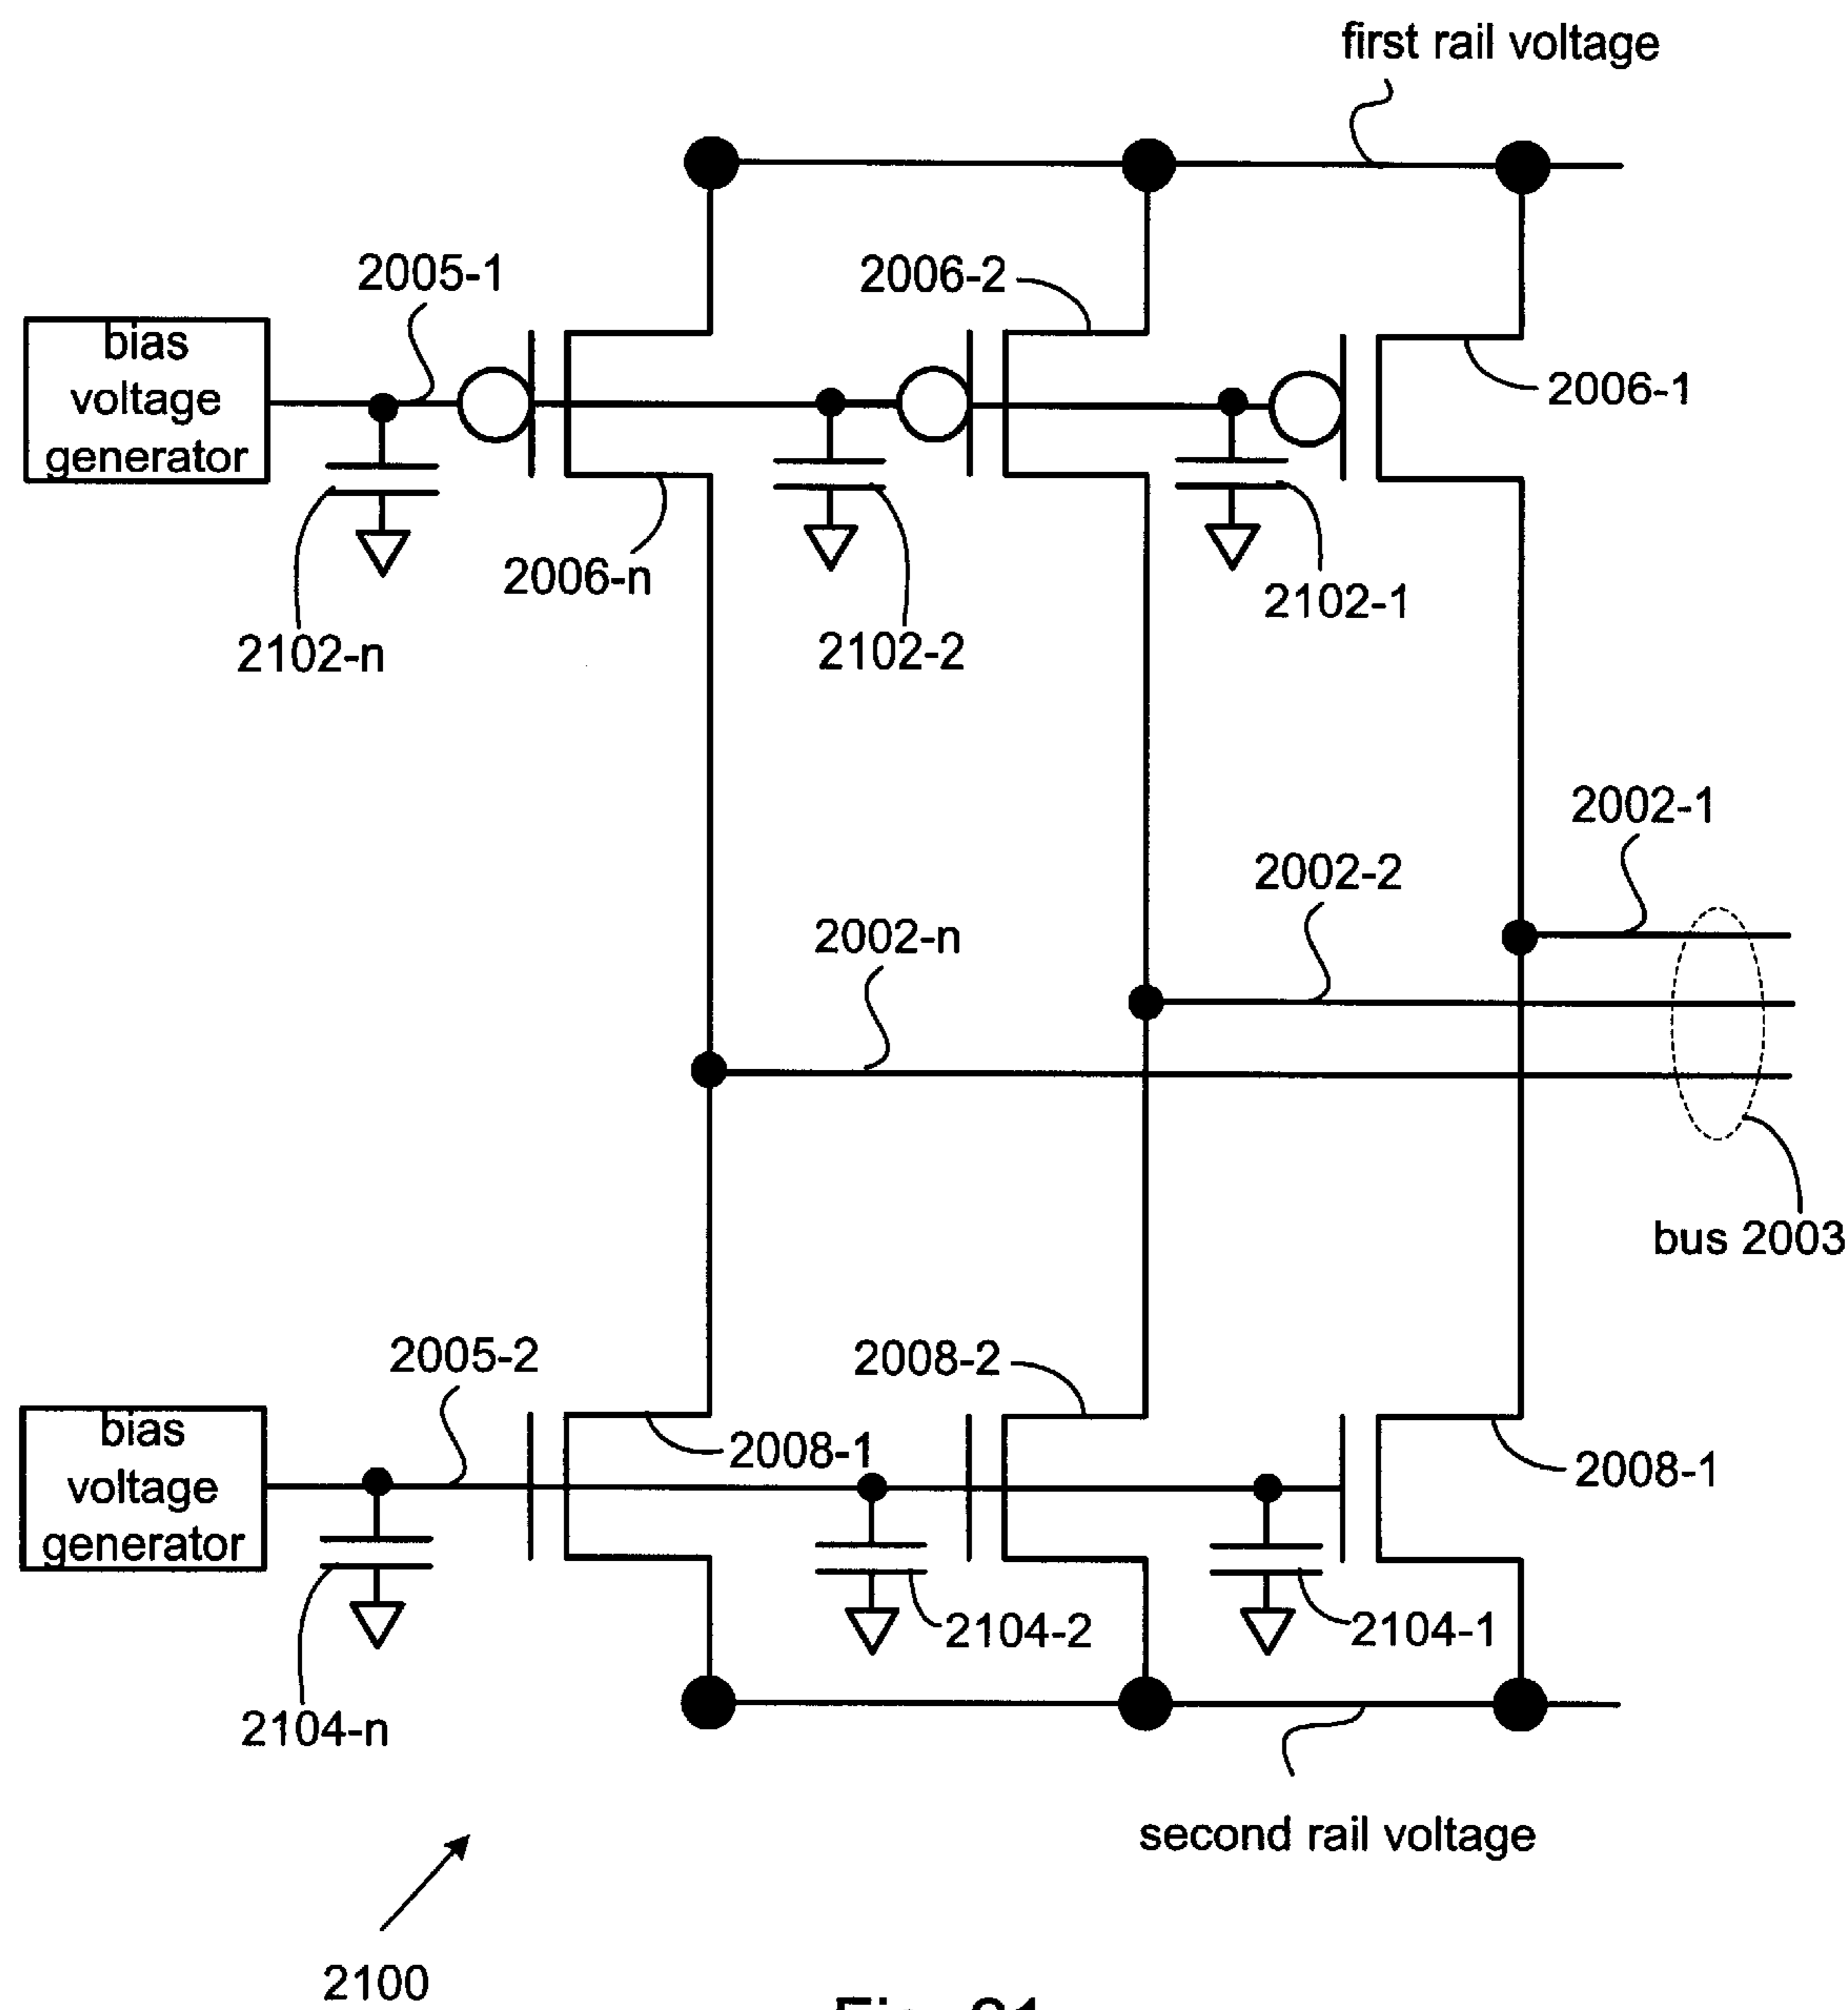 first rail voltage
2005-1
2006-2
bias
voltage
generator
2006-1
2006-n
2102-1
2102-n
2102-2
2002-1
2002-2
2002-n
bus 2003
2005-2
2008-2
bias
voltage
generator
2008-1
2008-1
2104-2
2104-1
2104-n
second rail voltage
2100